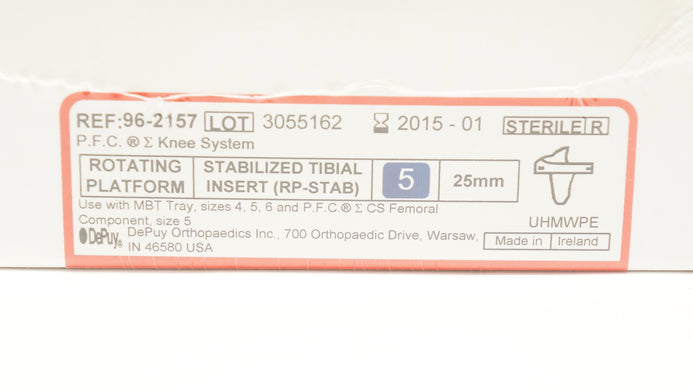 REF:96-2157 LOT 3055162 2015 - 01 STERILE R
P.F.C. ® Σ Knee System
ROTATING PLATFORM STABILIZED TIBIAL INSERT (RP-STAB) 5 25mm
Use with MBT Tray, sizes 4, 5, 6 and P.F.C.® Σ CS Femoral
Component, size 5
UHMWPE
DePuy® DePuy Orthopaedics Inc., 700 Orthopaedic Drive, Warsaw,
IN 46580 USA
Made in Ireland